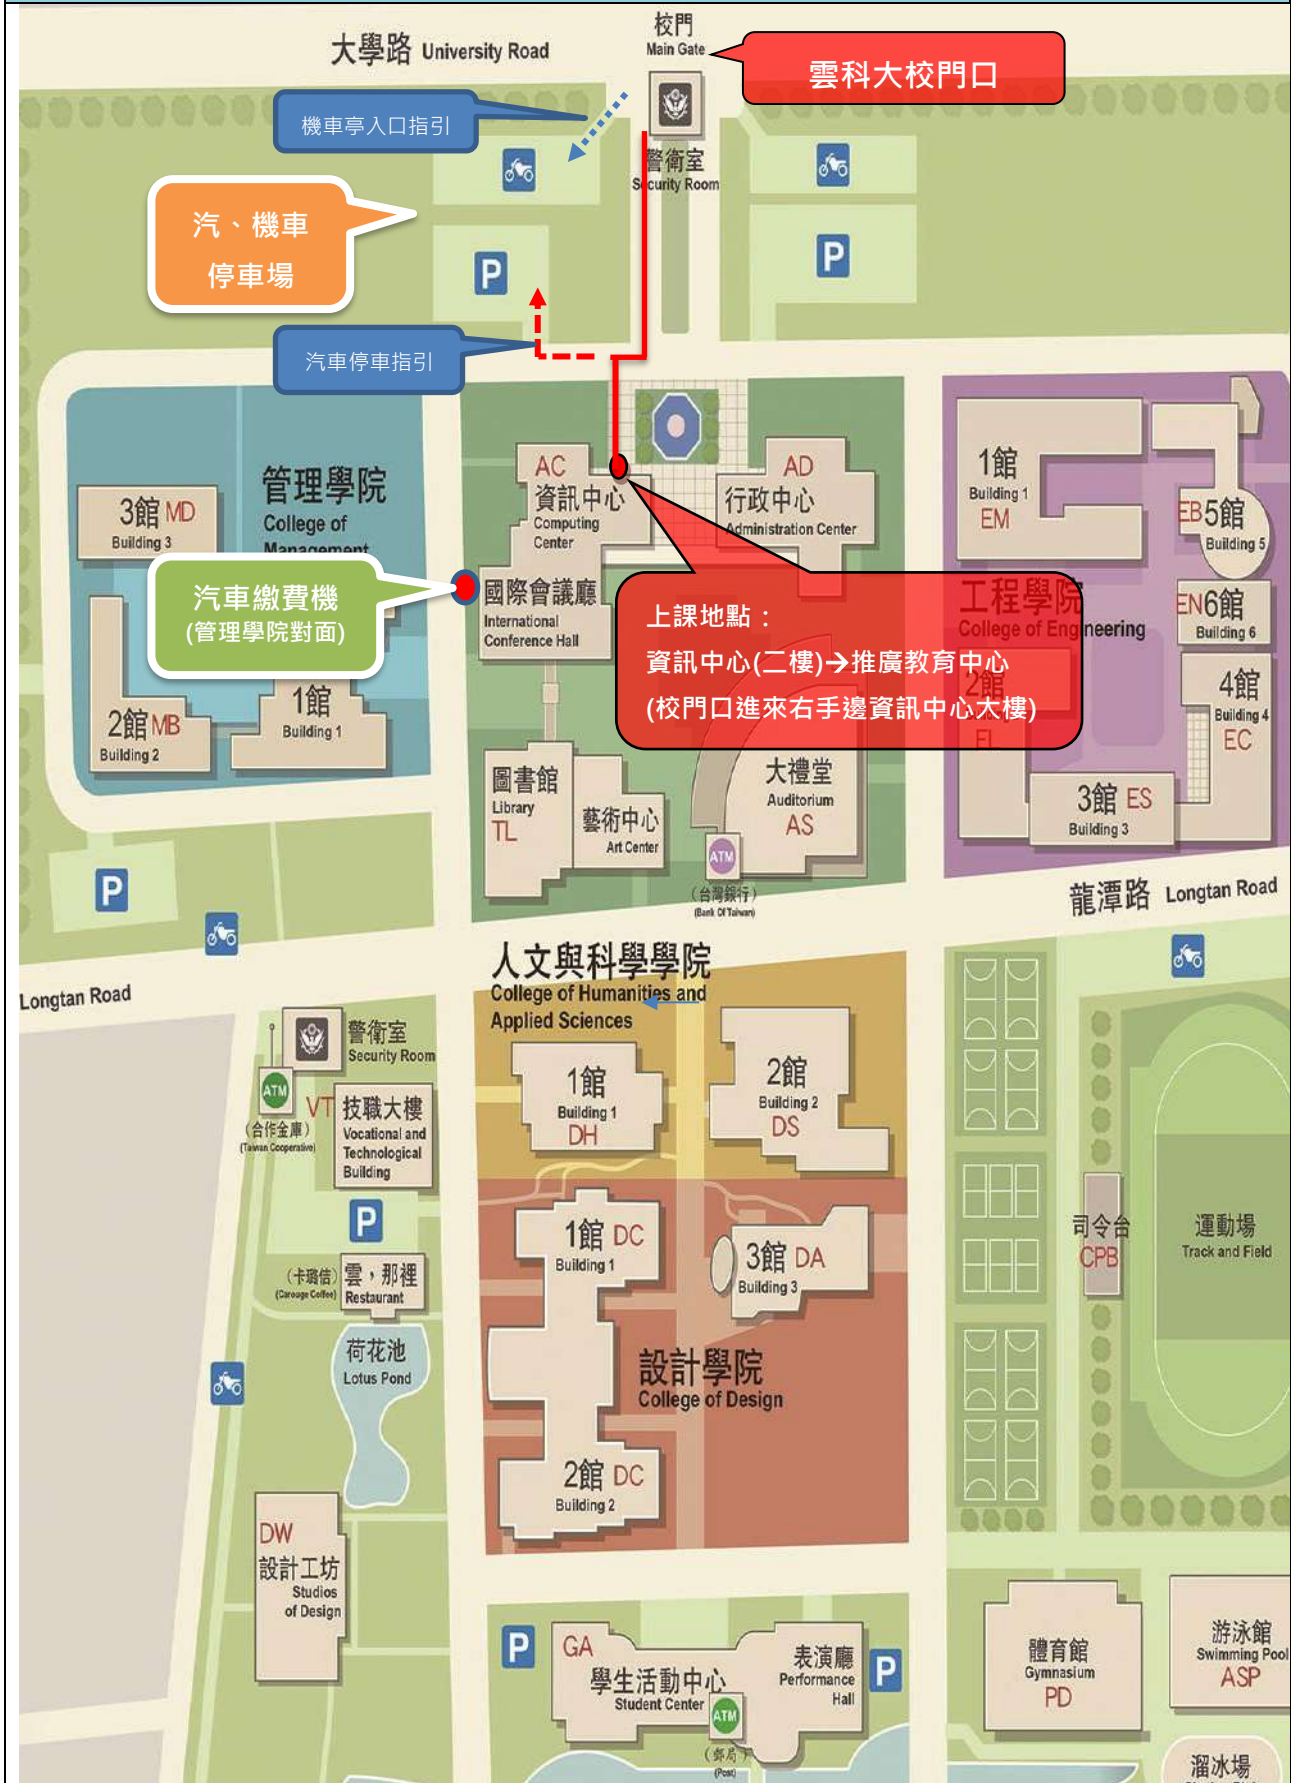 校門
Main Gate
大學路 University Road
雲科大校門口
機車亭入口指引
警衛室
Security Room
汽、機車
停車場
P
P
汽車停車指引
管理學院
College of
Management
3館 MD
Building 3
AC
資訊中心
Computing
Center
AD
行政中心
Administration Center
1館
Building 1
EM
EB 5館
Building 5
汽車繳費機
(管理學院對面)
國際會議廳
International
Conference Hall
上課地點：
資訊中心(二樓)→推廣教育中心
(校門口進來右手邊資訊中心大樓)
工程學院
College of Engineering
EN 6館
Building 6
2館
2館 MB
Building 2
1館
Building 1
4館
Building 4
EC
圖書館
Library
TL
藝術中心
Art Center
大禮堂
Auditorium
AS
ATM
(台灣銀行)
(Bank Of Taiwan)
3館 ES
Building 3
P
龍潭路 Longtan Road
Longtan Road
人文與科學學院
College of Humanities and
Applied Sciences
警衛室
Security Room
ATM
(合作金庫)
(Taiwan Cooperative)
VT 技職大樓
Vocational and
Technological
Building
1館
Building 1
DH
2館
Building 2
DS
P
1館 DC
Building 1
3館 DA
Building 3
司令台
CPB
運動場
Track and Field
(卡璐佶)
(Carouge Coffee)
雲，那裡
Restaurant
荷花池
Lotus Pond
設計學院
College of Design
2館 DC
Building 2
DW
設計工坊
Studios
of Design
P
GA
學生活動中心
Student Center
ATM
(郵局)
(Post)
表演廳
Performance
Hall
P
體育館
Gymnasium
PD
游泳館
Swimming Pool
ASP
溜冰場